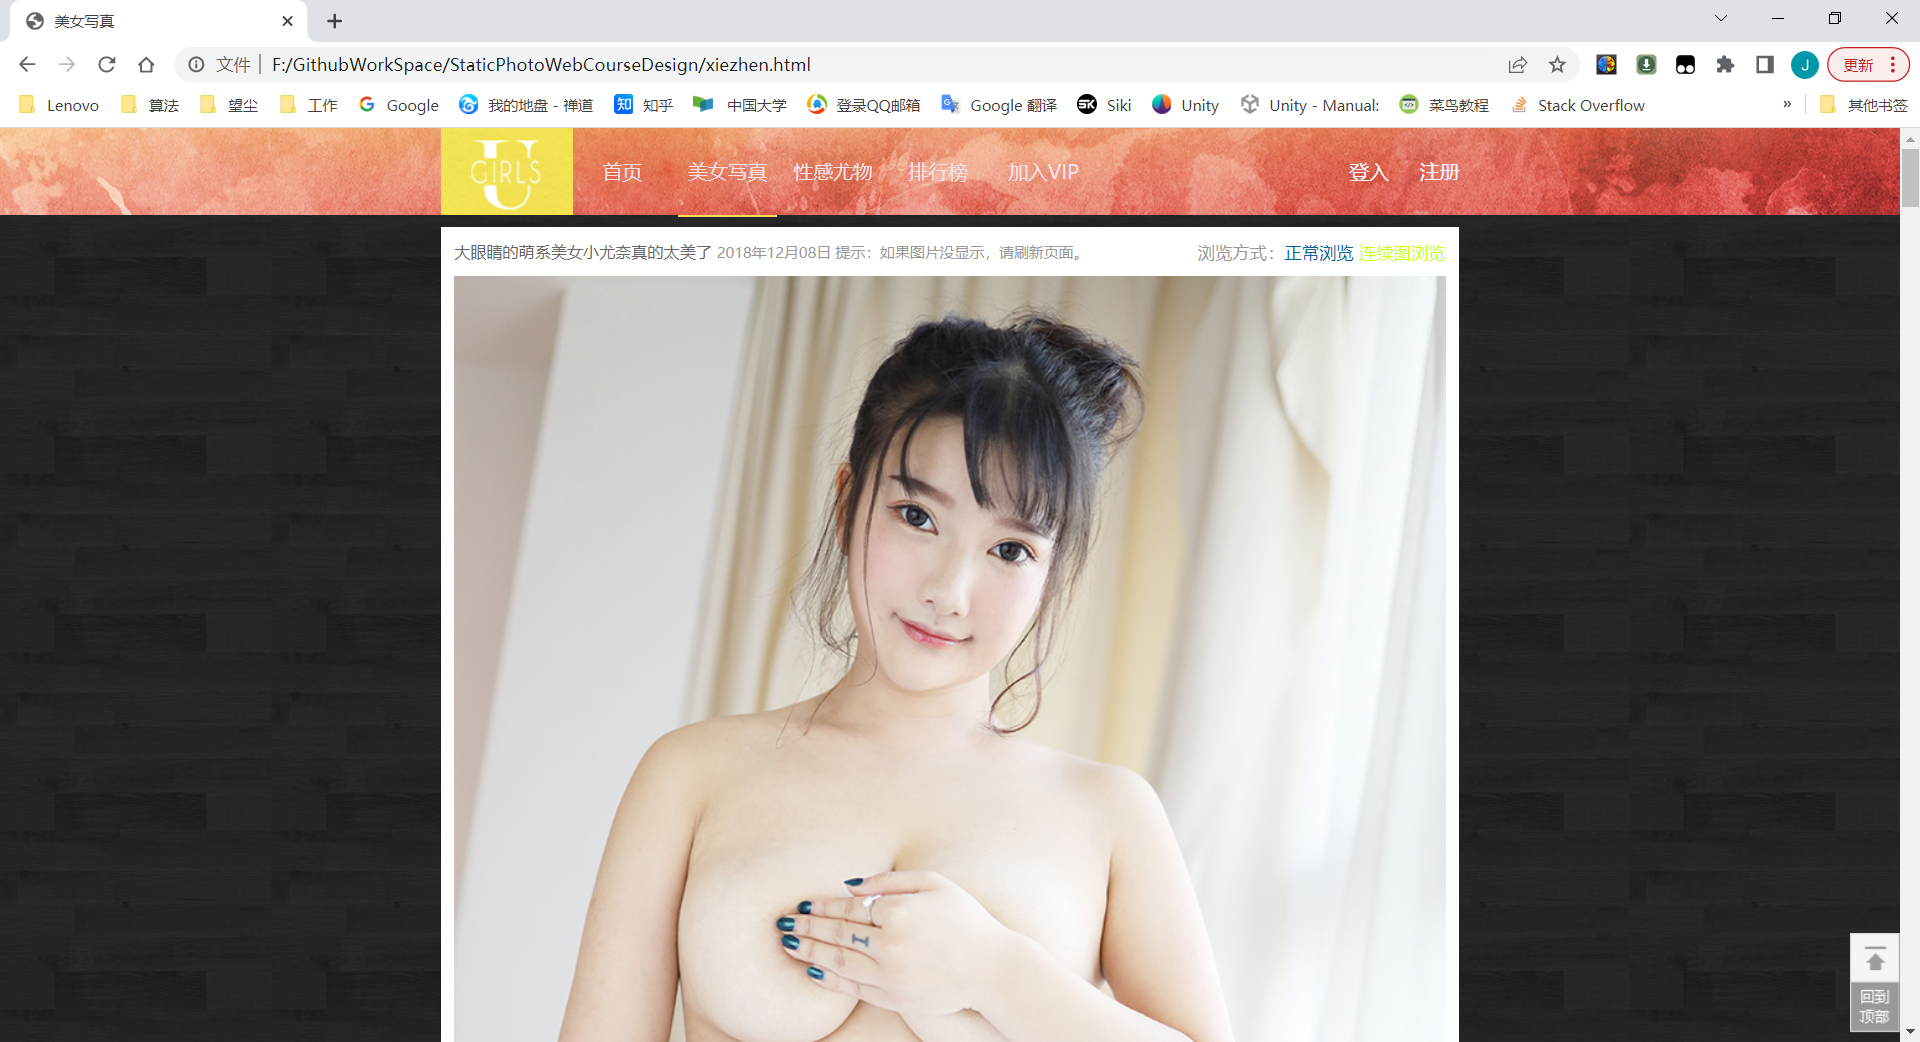 美女写真
文件 F:/GithubWorkSpace/StaticPhotoWebCourseDesign/xiezhen.html J 更新
Lenovo 算法 望尘 工作 Google 我的地盘 - 禅道 知 知乎 中国大学 登录QQ邮箱 Google 翻译 SK Siki Unity Unity - Manual: 菜鸟教程 Stack Overflow » 其他书签
U GIRLS 首页 美女写真 性感尤物 排行榜 加入VIP 登入 注册
大眼睛的萌系美女小尤奈真的太美了 2018年12月08日 提示：如果图片没显示，请刷新页面。 浏览方式：正常浏览 连续图浏览
回到
顶部